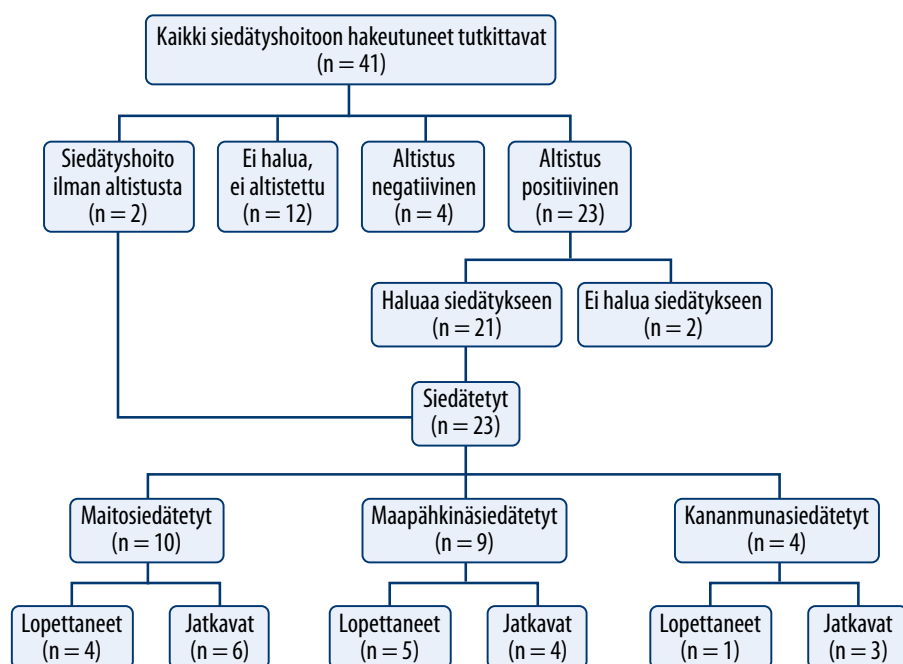 Kaikki siedätyshoitoon hakeutuneet tutkittavat
(n = 41)
Siedätyshoito
ilman altistusta
(n = 2)
Ei halua,
ei altistettu
(n = 12)
Altistus
negatiivinen
(n = 4)
Altistus
positiivinen
(n = 23)
Haluaa siedätykseen
(n = 21)
Ei halua siedätykseen
(n = 2)
Siedätetyt
(n = 23)
Maitosiedätetyt
(n = 10)
Maapähkinäsiedätetyt
(n = 9)
Kananmunasiedätetyt
(n = 4)
Lopettaneet
(n = 4)
Jatkavat
(n = 6)
Lopettaneet
(n = 5)
Jatkavat
(n = 4)
Lopettaneet
(n = 1)
Jatkavat
(n = 3)